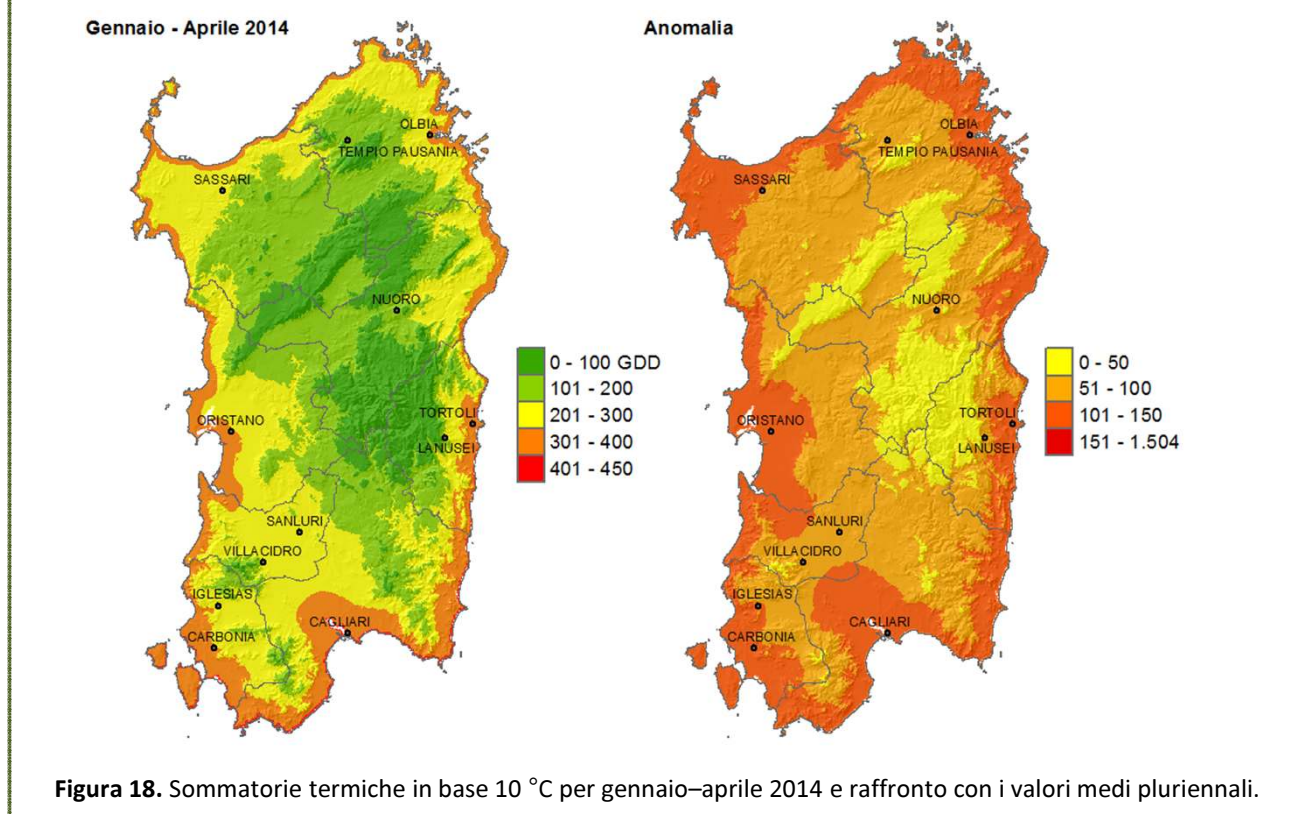 Gennaio - Aprile 2014
OLBIA
TEMPIO PAUSANIA
SASSARI
NUORO
ORISTANO
TORTOLI
LANUSEI
SANLURI
VILLACIDRO
IGLESIAS
CAGLIARI
CARBONIA
0 - 100 GDD
101 - 200
201 - 300
301 - 400
401 - 450
Anomalia
OLBIA
TEMPIO PAUSANIA
SASSARI
NUORO
ORISTANO
TORTOLI
LANUSEI
SANLURI
VILLACIDRO
IGLESIAS
CAGLIARI
CARBONIA
0 - 50
51 - 100
101 - 150
151 - 1.504
Figura 18. Sommatorie termiche in base 10 °C per gennaio–aprile 2014 e raffronto con i valori medi pluriennali.